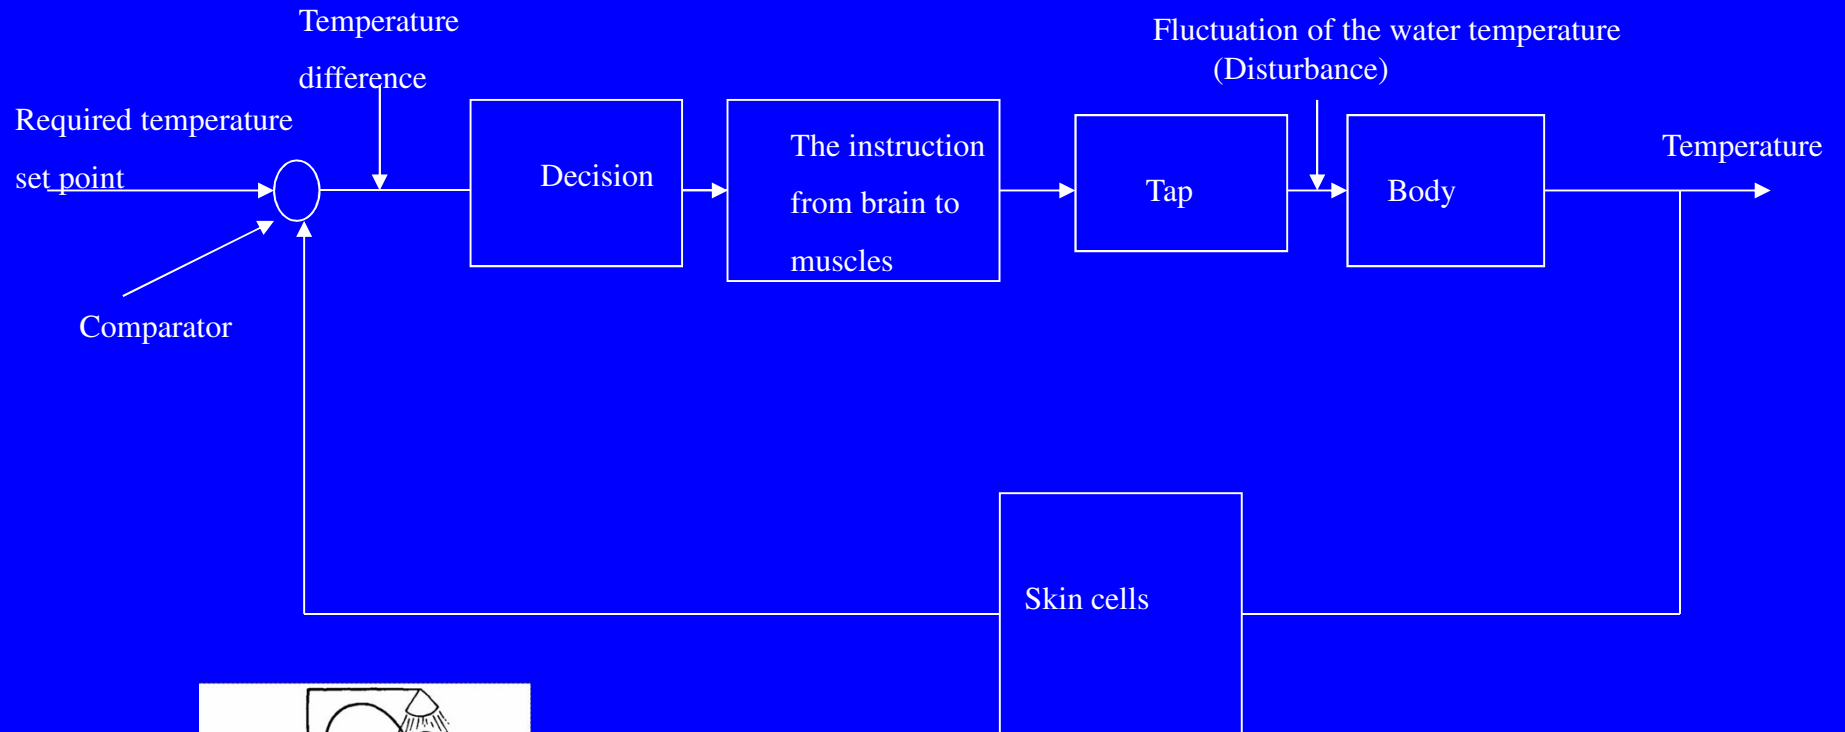 Temperature
difference
Fluctuation of the water temperature
(Disturbance)
Required temperature
set point
Decision
The instruction
from brain to
muscles
Tap
Body
Temperature
Comparator
Skin cells